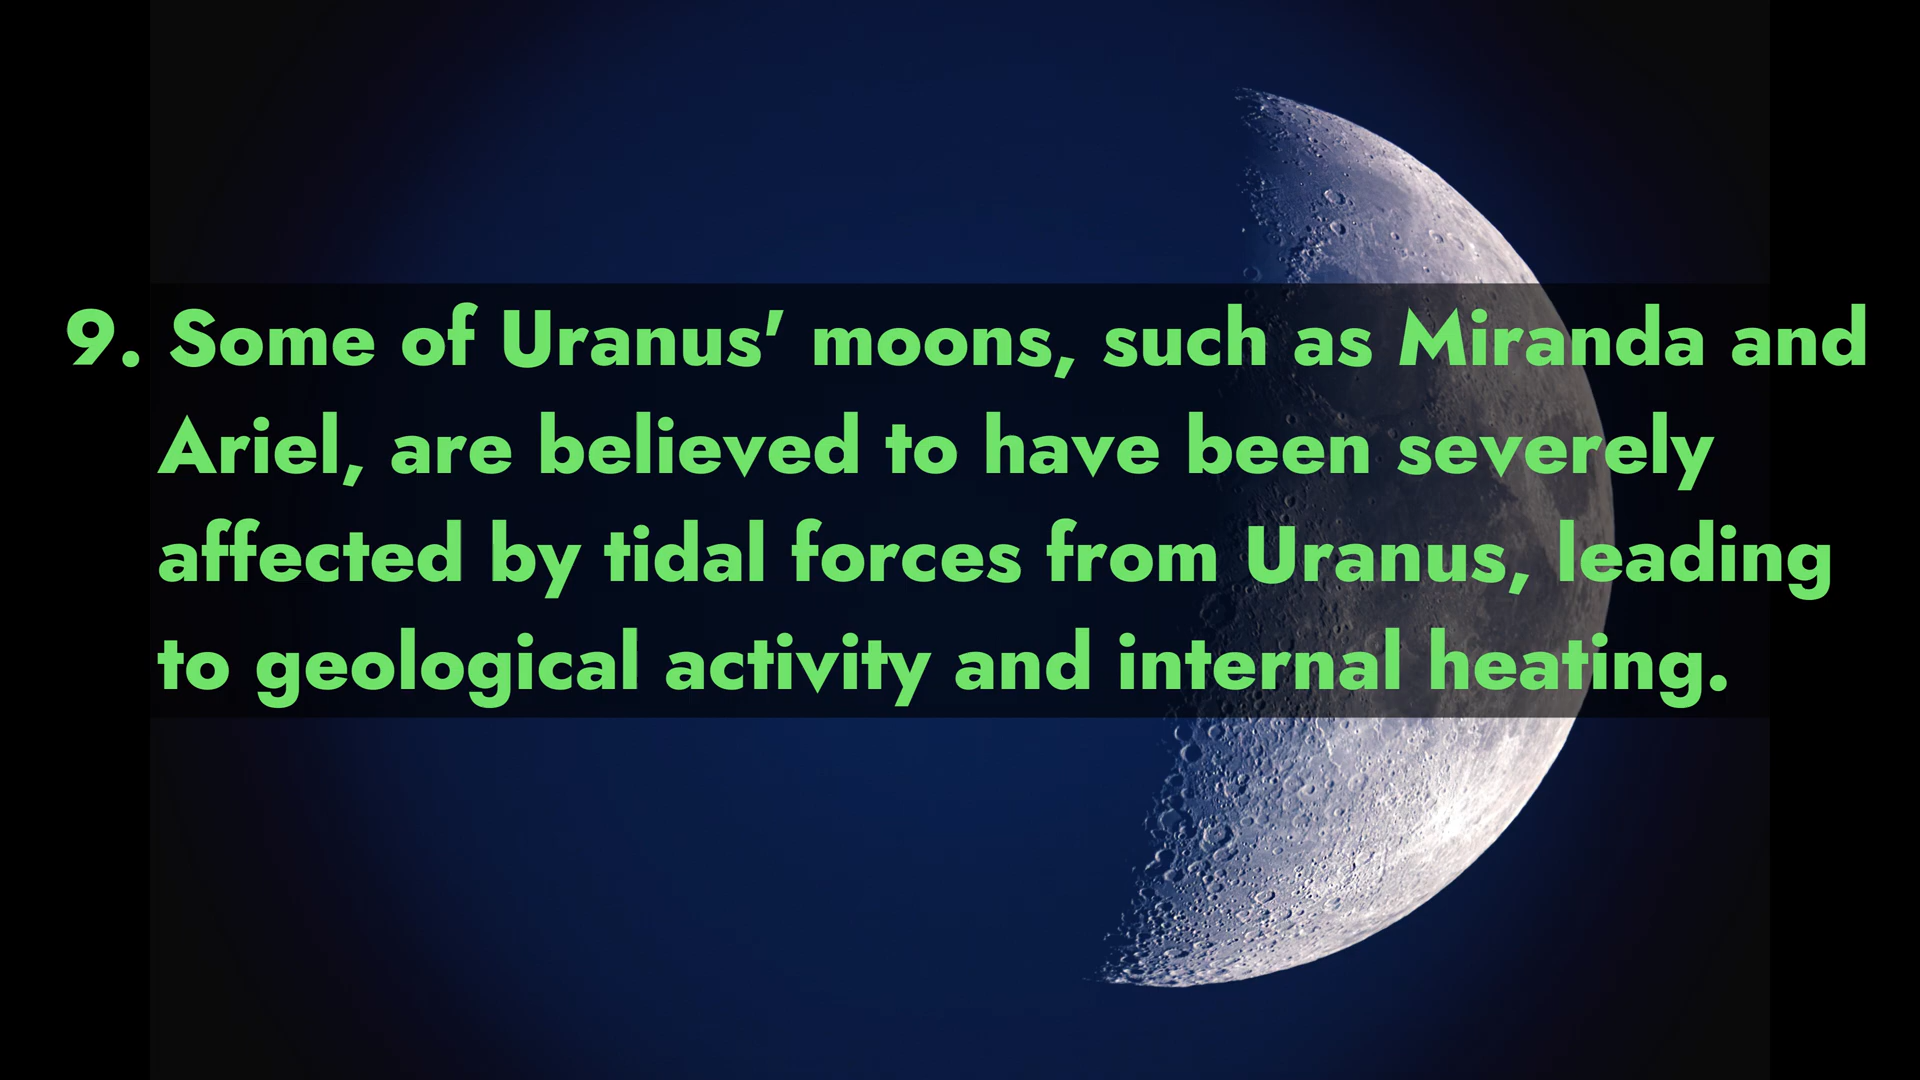 9. Some of Uranus' moons, such as Miranda and
Ariel, are believed to have been severely
affected by tidal forces from Uranus, leading
to geological activity and internal heating.